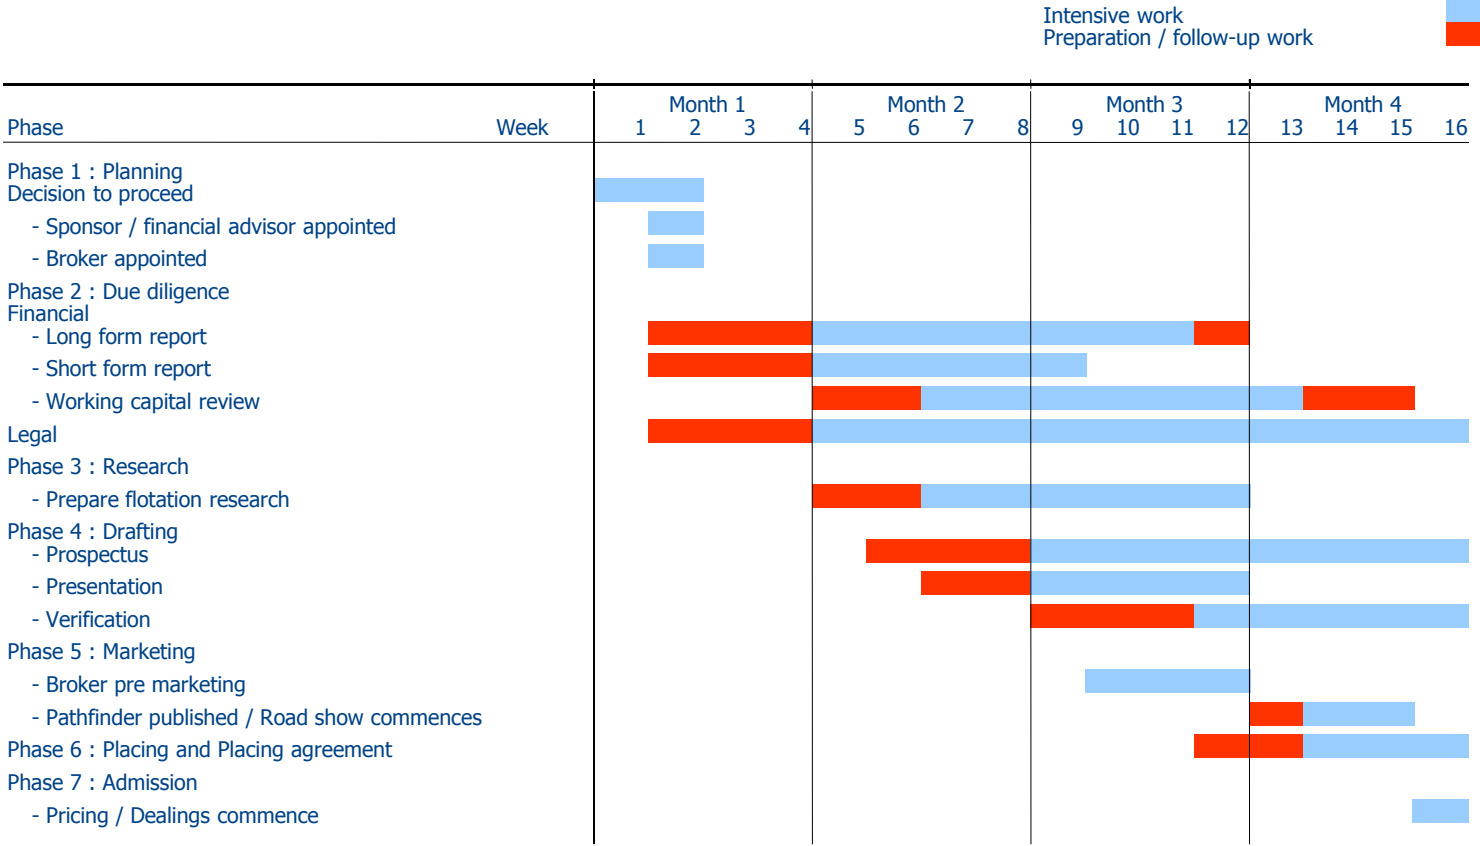 Intensive work
Preparation / follow-up work
Month 1 Month 2 Month 3 Month 4
Phase Week 1 2 3 4 5 6 7 8 9 10 11 12 13 14 15 16
Phase 1 : Planning
Decision to proceed
- Sponsor / financial advisor appointed
- Broker appointed
Phase 2 : Due diligence
Financial
- Long form report
- Short form report
- Working capital review
Legal
Phase 3 : Research
- Prepare flotation research
Phase 4 : Drafting
- Prospectus
- Presentation
- Verification
Phase 5 : Marketing
- Broker pre marketing
- Pathfinder published / Road show commences
Phase 6 : Placing and Placing agreement
Phase 7 : Admission
- Pricing / Dealings commence